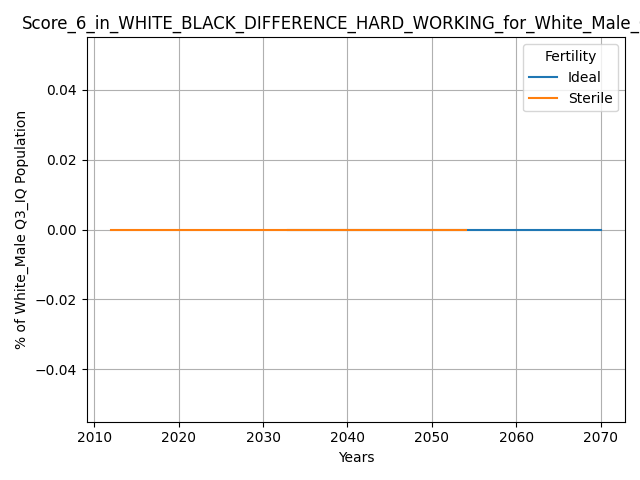 Score_6_in_WHITE_BLACK_DIFFERENCE_HARD_WORKING_for_White_Male_
Fertility
Ideal
Sterile
% of White_Male Q3_IQ Population
0.04
0.02
0.00
−0.02
−0.04
2010 2020 2030 2040 2050 2060 2070
Years